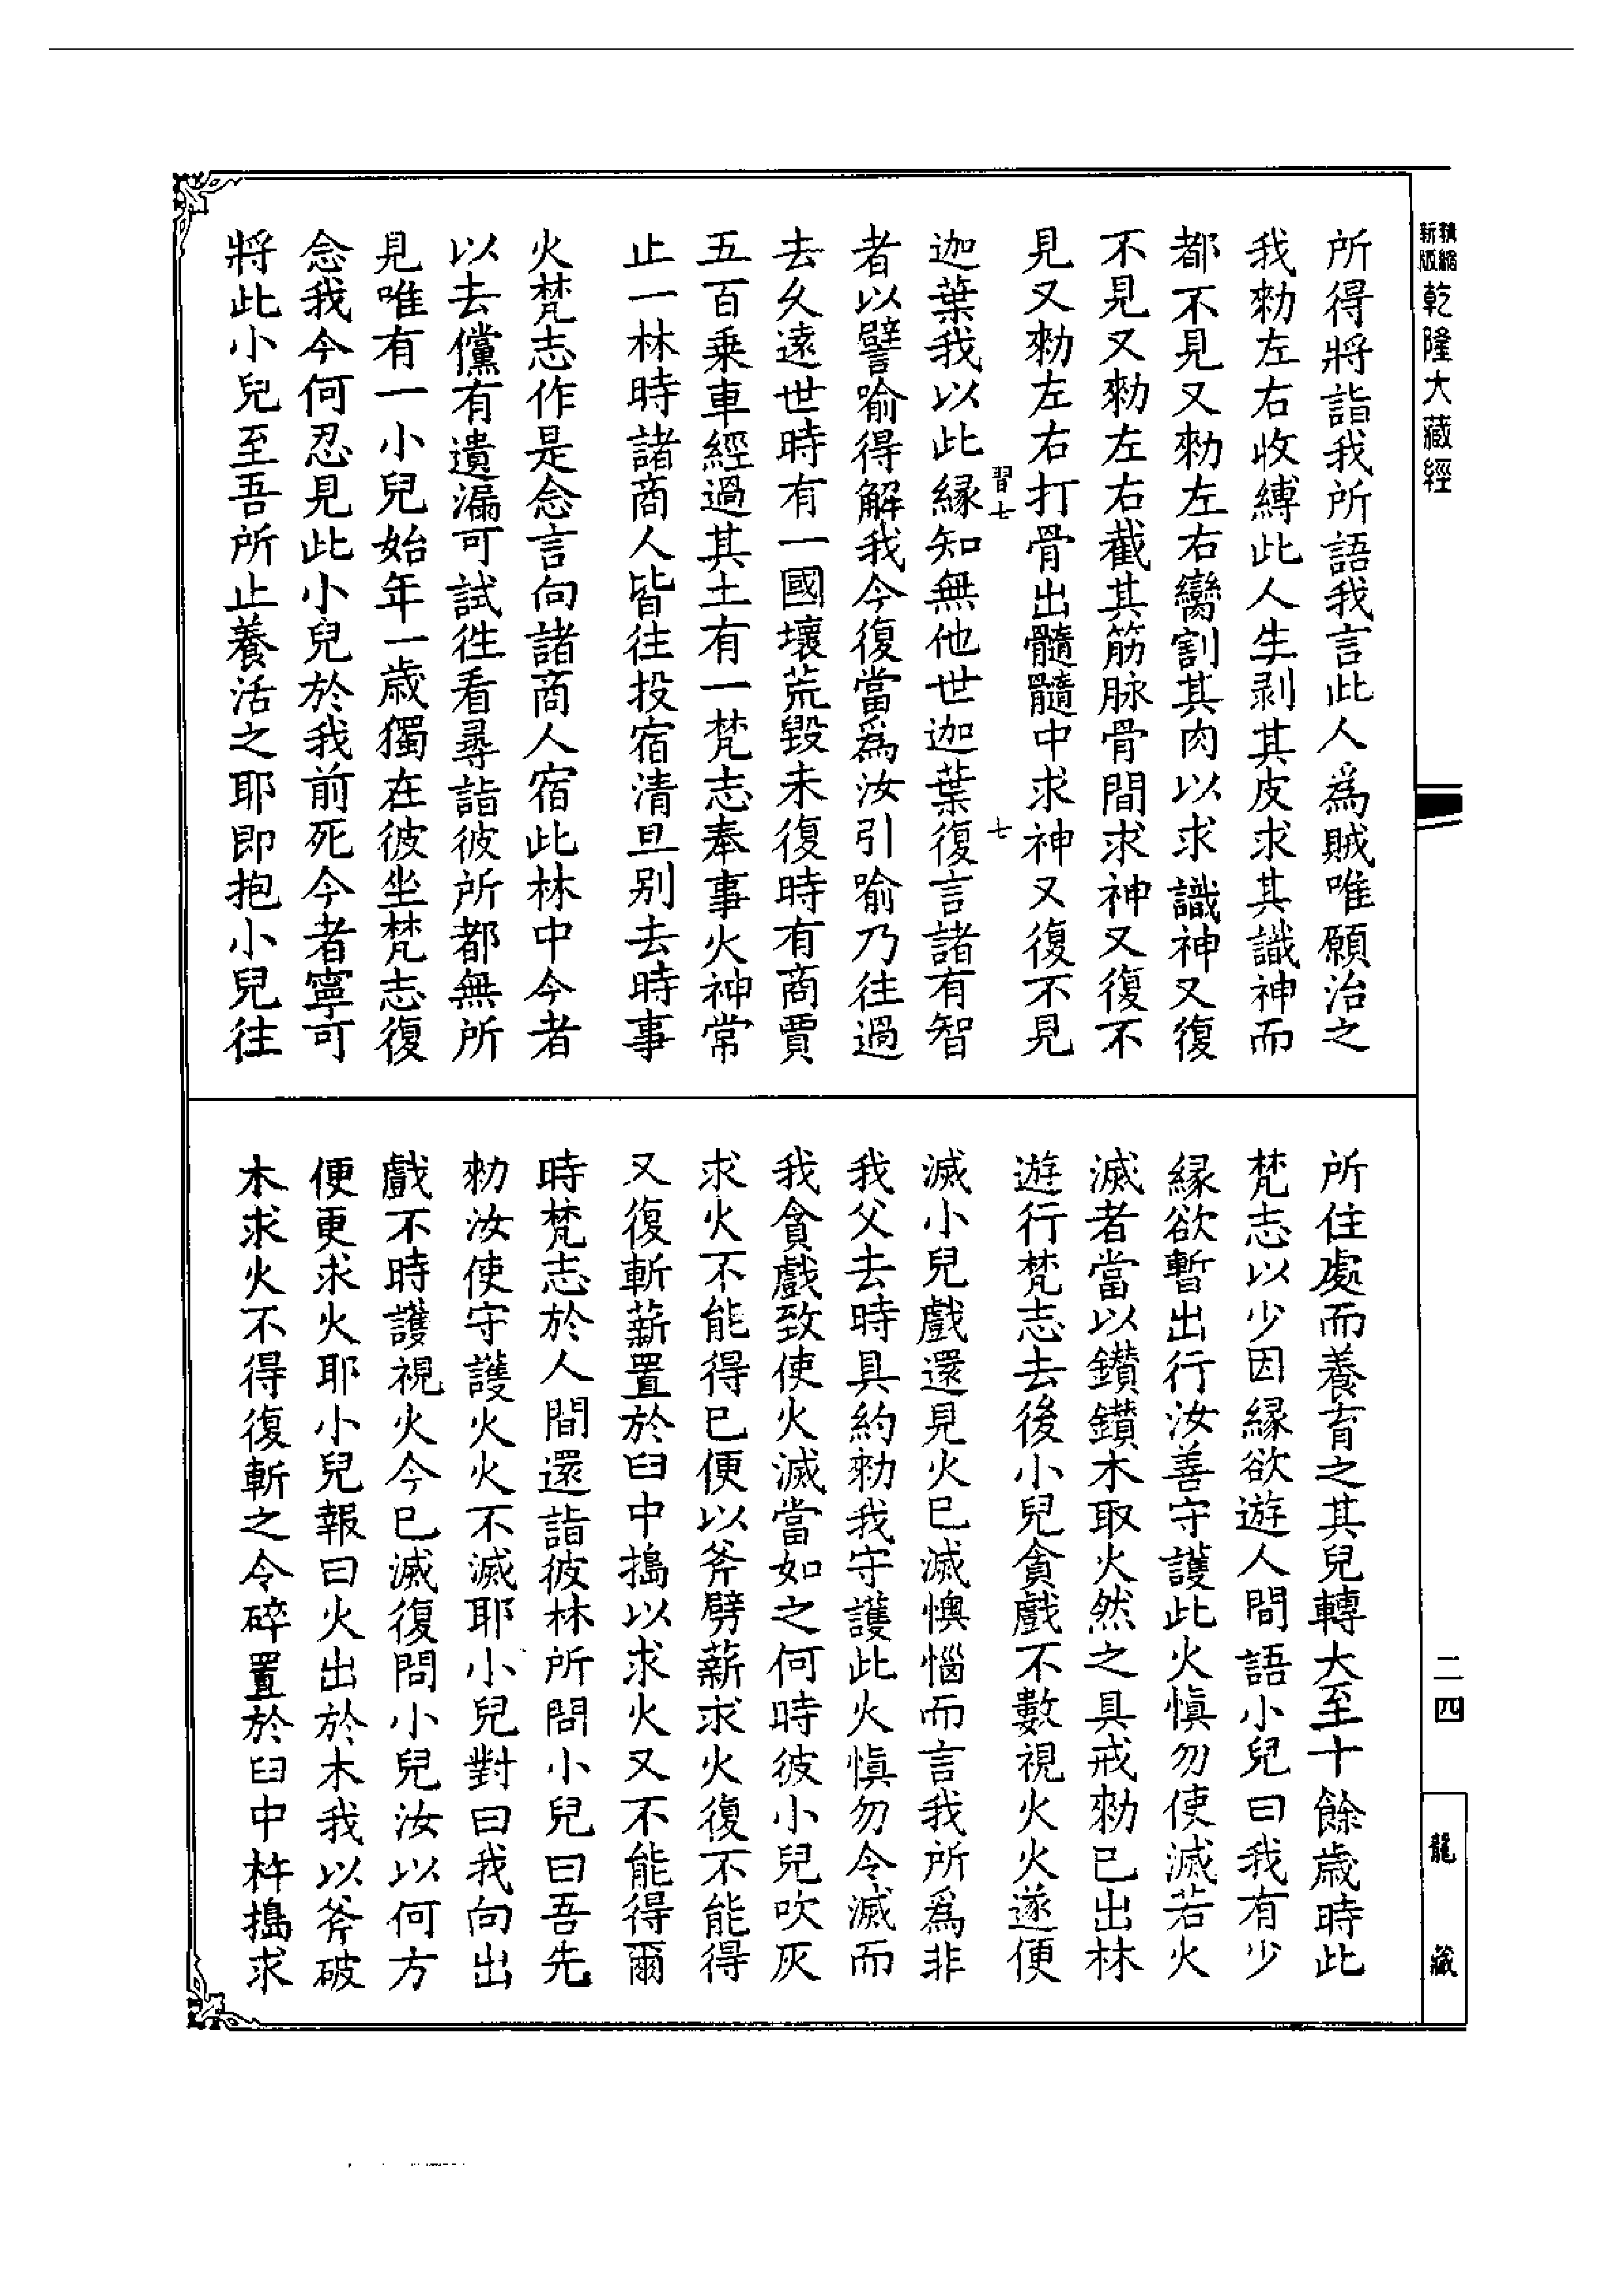 新版精縮乾隆大藏經
所得將詣我所語我言此人爲賊唯願治之
我勑左右收縛此人生剥其皮求其識神而
都不見又勑左右臠割其肉以求識神又復
不見又勑左右截其筋脉骨間求神又復不
見又勑左右打骨出髓髓中求神又復不見
習七 七
迦葉我以此緣知無他世迦葉復言諸有智
者以譬喻得解我今復當爲汝引喻乃往過
去久遠世時有一國壞荒毀未復時有商賈
五百乗車經過其土有一梵志奉事火神常
止一林時諸商人皆往投宿清旦別去時事
火梵志作是念言向諸商人宿此林中今者
以去儻有遺漏可試徃看尋詣彼所都無所
見唯有一小兒始年一歲獨在彼坐梵志復
念我今何忍見此小兒於我前死今者寧可
將此小兒至吾所止養活之耶即抱小兒往
所住處而養育之其兒轉大至十餘歲時此
梵志以少因緣欲遊人間語小兒曰我有少
緣欲暫出行汝善守護此火慎勿使滅若火
滅者當以鑽鑽木取火然之具戒勑已出林
遊行梵志去後小兒貪戲不數視火火遂便
滅小兒戲還見火已滅懊惱而言我所爲非
我父去時具約勑我守護此火慎勿令滅而
我貪戲致使火滅當如之何時彼小兒吹灰
求火不能得已便以斧劈薪求火復不能得
又復斬薪置於臼中搗以求火又不能得爾
時梵志於人間還詣彼林所問小兒曰吾先
勑汝使守護火火不滅耶小兒對曰我向出
戲不時護視火今已滅復問小兒汝以何方
便更求火耶小兒報曰火出於木我以斧破
木求火不得復斬之令碎置於臼中杵搗求
二四
龍藏